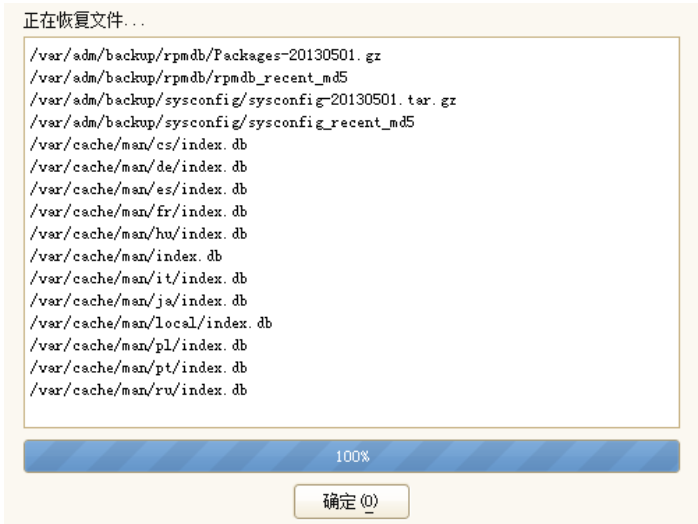 正在恢复文件...
/var/adm/backup/rpmdb/Packages-20130501.gz
/var/adm/backup/rpmdb/rpmdb_recent_md5
/var/adm/backup/sysconfig/sysconfig-20130501.tar.gz
/var/adm/backup/sysconfig/sysconfig_recent_md5
/var/cache/man/cs/index.db
/var/cache/man/de/index.db
/var/cache/man/es/index.db
/var/cache/man/fr/index.db
/var/cache/man/hu/index.db
/var/cache/man/index.db
/var/cache/man/it/index.db
/var/cache/man/ja/index.db
/var/cache/man/local/index.db
/var/cache/man/pl/index.db
/var/cache/man/pt/index.db
/var/cache/man/ru/index.db
100%
确定(O)